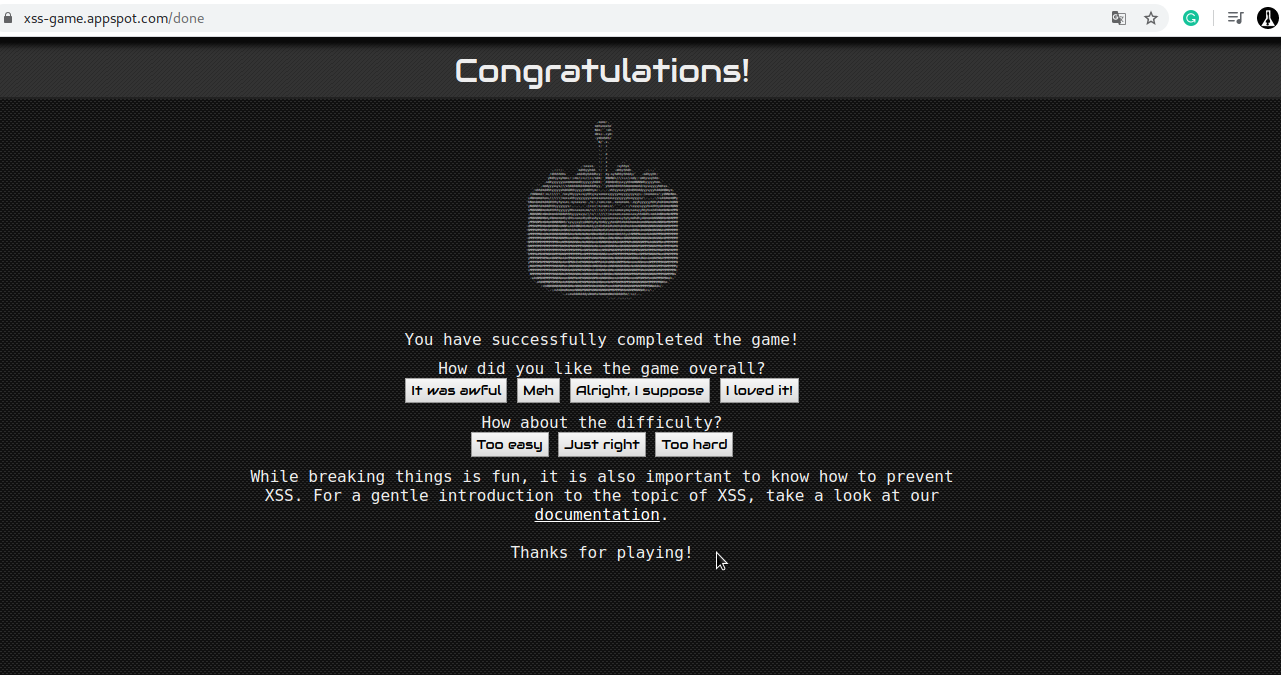 xss-game.appspot.com/done
Congratulations!
You have successfully completed the game!
How did you like the game overall?
It was awful Meh Alright, I suppose I loved it!
How about the difficulty?
Too easy Just right Too hard
While breaking things is fun, it is also important to know how to prevent
XSS. For a gentle introduction to the topic of XSS, take a look at our
documentation.
Thanks for playing!